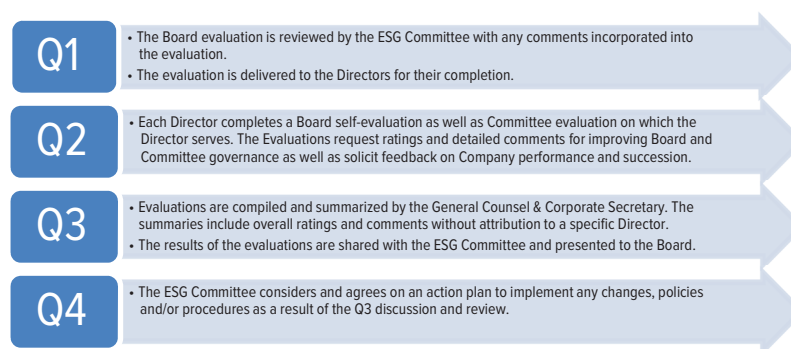 Q1
• The Board evaluation is reviewed by the ESG Committee with any comments incorporated into
the evaluation.
• The evaluation is delivered to the Directors for their completion.
Q2
• Each Director completes a Board self-evaluation as well as Committee evaluation on which the
Director serves. The Evaluations request ratings and detailed comments for improving Board and
Committee governance as well as solicit feedback on Company performance and succession.
Q3
• Evaluations are compiled and summarized by the General Counsel & Corporate Secretary. The
summaries include overall ratings and comments without attribution to a specific Director.
• The results of the evaluations are shared with the ESG Committee and presented to the Board.
Q4
• The ESG Committee considers and agrees on an action plan to implement any changes, policies
and/or procedures as a result of the Q3 discussion and review.